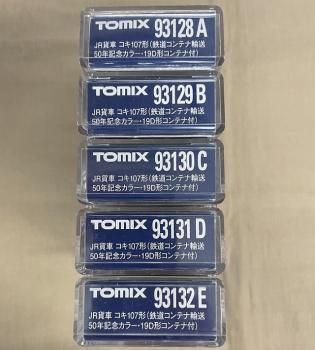 TOMIX 93128 A
JR貨車 コキ107形(鉄道コンテナ輸送
50年記念カラー・19D形コンテナ付)
TOMIX 93129 B
JR貨車 コキ107形(鉄道コンテナ輸送
50年記念カラー・19D形コンテナ付)
TOMIX 93130 C
JR貨車 コキ107形(鉄道コンテナ輸送
50年記念カラー・19D形コンテナ付)
TOMIX 93131 D
JR貨車 コキ107形(鉄道コンテナ輸送
50年記念カラー・19D形コンテナ付)
TOMIX 93132 E
JR貨車 コキ107形(鉄道コンテナ輸送
50年記念カラー・19D形コンテナ付)